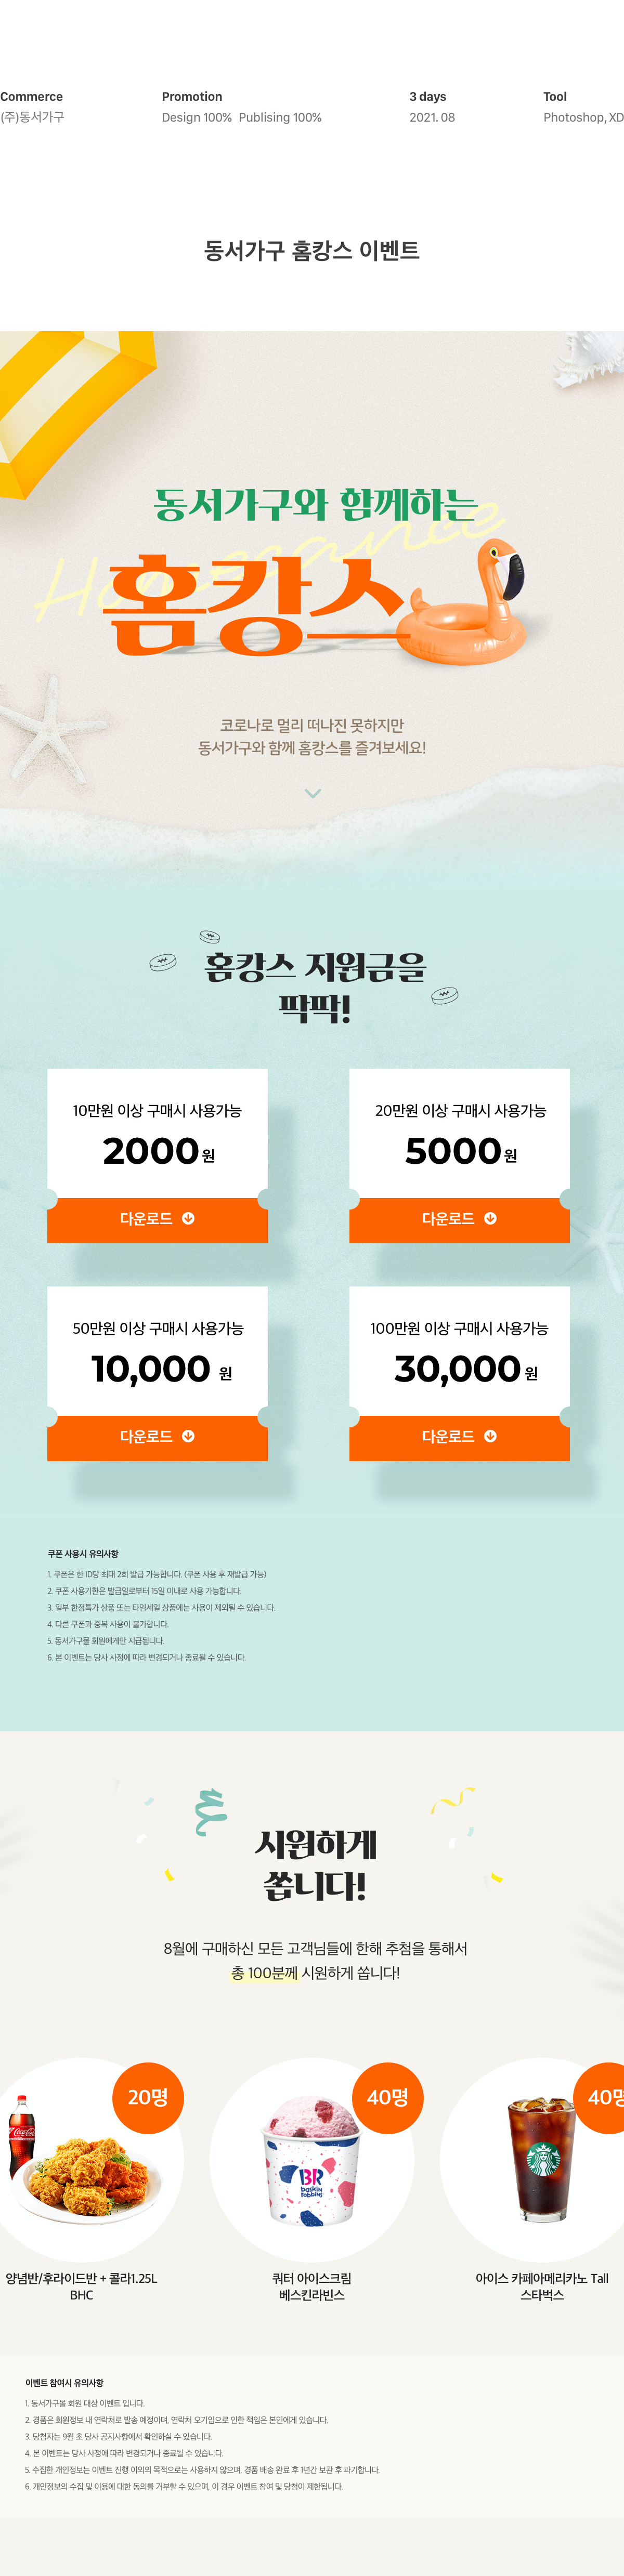 Commerce
(주)동서가구
Promotion
Design 100%  Publising 100%
3 days
2021. 08
Tool
Photoshop, XD
동서가구 홈캉스 이벤트
동서가구와 함께하는
Homecance
홈캉스
코로나로 멀리 떠나진 못하지만
동서가구와 함께 홈캉스를 즐겨보세요!
홈캉스 지원금을
팍팍!
10만원 이상 구매시 사용가능
2000원
다운로드
20만원 이상 구매시 사용가능
5000원
다운로드
50만원 이상 구매시 사용가능
10,000 원
다운로드
100만원 이상 구매시 사용가능
30,000원
다운로드
쿠폰 사용시 유의사항
1. 쿠폰은 한 ID당 최대 2회 발급 가능합니다. (쿠폰 사용 후 재발급 가능)
2. 쿠폰 사용기한은 발급일로부터 15일 이내로 사용 가능합니다.
3. 일부 한정특가 상품 또는 타임세일 상품에는 사용이 제외될 수 있습니다.
4. 다른 쿠폰과 중복 사용이 불가합니다.
5. 동서가구몰 회원에게만 지급됩니다.
6. 본 이벤트는 당사 사정에 따라 변경되거나 종료될 수 있습니다.
시원하게
쏩니다!
8월에 구매하신 모든 고객님들에 한해 추첨을 통해서
총 100분께 시원하게 쏩니다!
20명
Coca-Cola
양념반/후라이드반 + 콜라1.25L
BHC
40명
BR
baskin robbins
쿼터 아이스크림
베스킨라빈스
40명
아이스 카페아메리카노 Tall
스타벅스
이벤트 참여시 유의사항
1. 동서가구몰 회원 대상 이벤트 입니다.
2. 경품은 회원정보 내 연락처로 발송 예정이며, 연락처 오기입으로 인한 책임은 본인에게 있습니다.
3. 당첨자는 9월 초 당사 공지사항에서 확인하실 수 있습니다.
4. 본 이벤트는 당사 사정에 따라 변경되거나 종료될 수 있습니다.
5. 수집한 개인정보는 이벤트 진행 이외의 목적으로는 사용하지 않으며, 경품 배송 완료 후 1년간 보관 후 파기합니다.
6. 개인정보의 수집 및 이용에 대한 동의를 거부할 수 있으며, 이 경우 이벤트 참여 및 당첨이 제한됩니다.